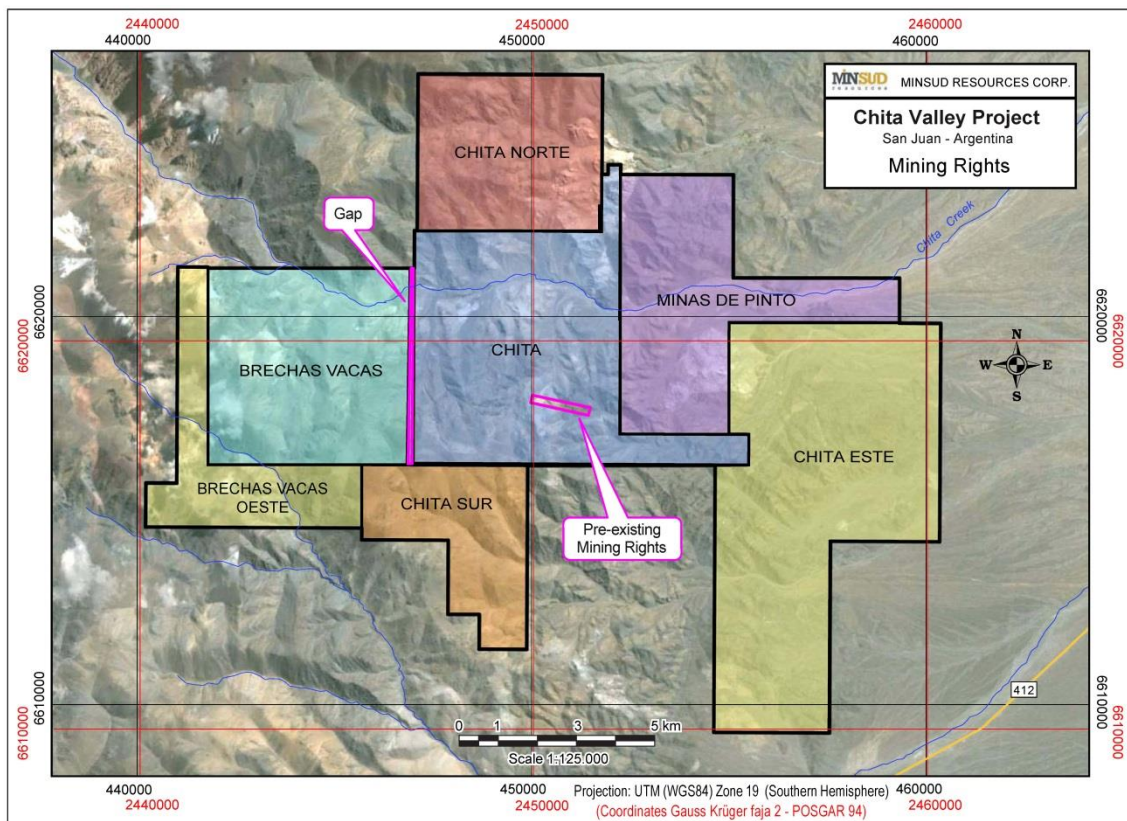 2440000 2450000 2460000
440000 450000 460000
MINSUD
RESOURCES
MINSUD RESOURCES CORP.
Chita Valley Project
San Juan - Argentina
Mining Rights
CHITA NORTE
Gap
Chita Creek
MINAS DE PINTO
6620000
6620000
6620000
6620000
CHITA
BRECHAS VACAS
N
W E
S
CHITA ESTE
BRECHAS VACAS
OESTE
CHITA SUR
Pre-existing
Mining Rights
412
6610000
6610000
6610000
6610000
0 1 3 5 km
Scale 1:125.000
440000 460000
2440000 2450000 2460000
450000
Projection: UTM (WGS84) Zone 19 (Southern Hemisphere)
(Coordinates Gauss Krüger faja 2 - POSGAR 94)